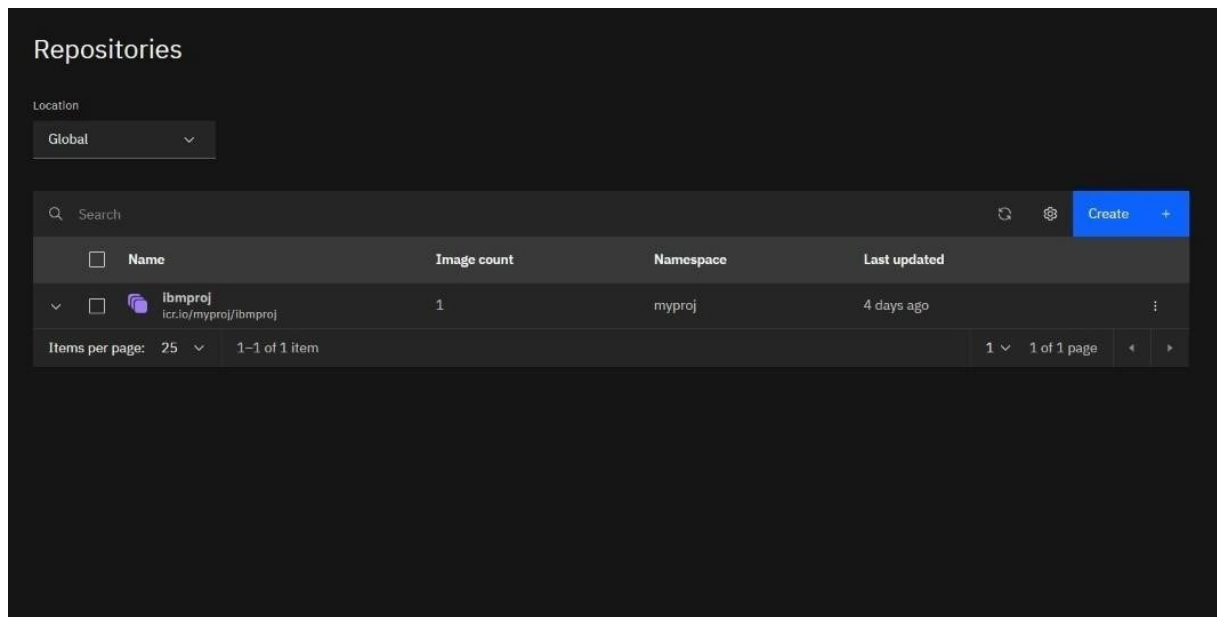 Repositories
Location
Global
Search
Create +
Name Image count Namespace Last updated
ibmproj 1 myproj 4 days ago
icr.io/myproj/ibmproj
Items per page: 25 1–1 of 1 item 1 1 of 1 page